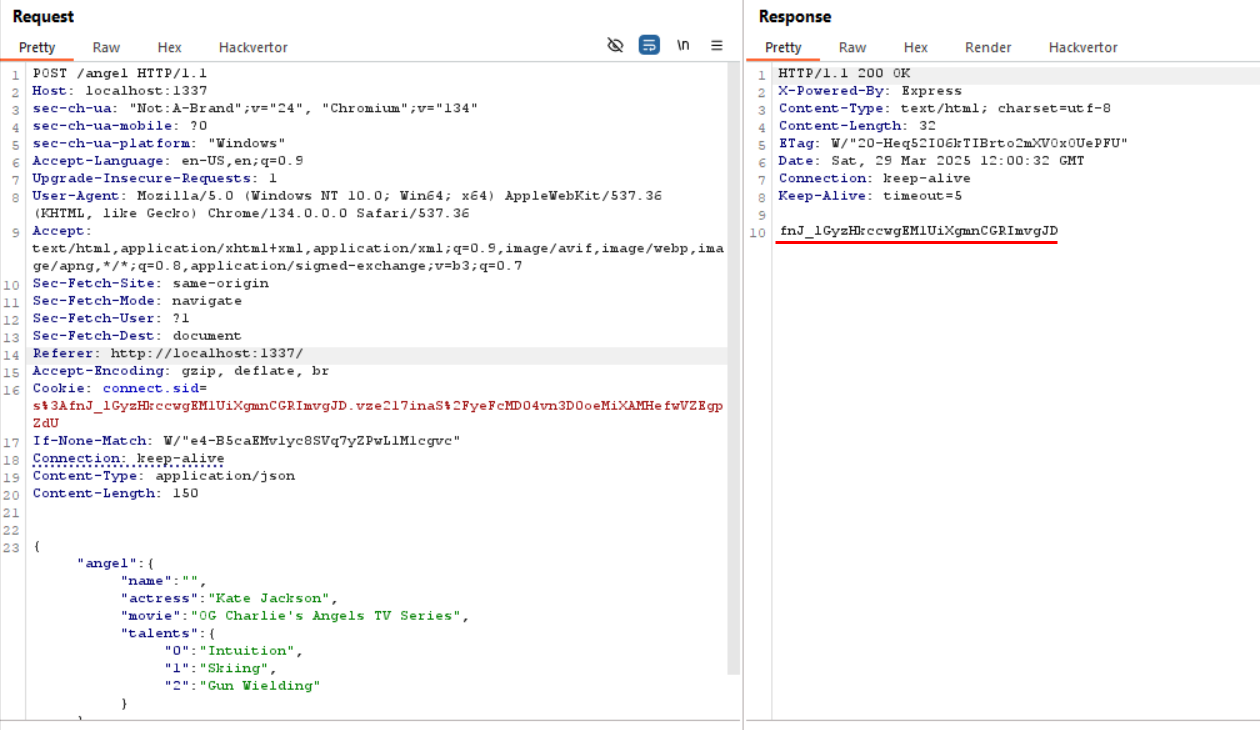 Request
Pretty Raw Hex Hackvertor \n
1 POST /angel HTTP/1.1
2 Host: localhost:1337
3 sec-ch-ua: "Not:A-Brand";v="24", "Chromium";v="134"
4 sec-ch-ua-mobile: ?0
5 sec-ch-ua-platform: "Windows"
6 Accept-Language: en-US,en;q=0.9
7 Upgrade-Insecure-Requests: 1
8 User-Agent: Mozilla/5.0 (Windows NT 10.0; Win64; x64) AppleWebKit/537.36
(KHTML, like Gecko) Chrome/134.0.0.0 Safari/537.36
9 Accept:
text/html,application/xhtml+xml,application/xml;q=0.9,image/avif,image/webp,ima
ge/apng,*/*;q=0.8,application/signed-exchange;v=b3;q=0.7
10 Sec-Fetch-Site: same-origin
11 Sec-Fetch-Mode: navigate
12 Sec-Fetch-User: ?1
13 Sec-Fetch-Dest: document
14 Referer: http://localhost:1337/
15 Accept-Encoding: gzip, deflate, br
16 Cookie: connect.sid=
s%3AfnJ_lGyzHkccwgEMlUiXgmnCGRImvgJD.vze217inaS%2FyeFcMD04vn3D0oeMiXAMHefwVZEgp
ZdU
17 If-None-Match: W/"e4-B5caEMvlyc8SVq7yZPwLlMlcgvc"
18 Connection: keep-alive
19 Content-Type: application/json
20 Content-Length: 150
21
22
23 {
"angel":{
"name":"",
"actress":"Kate Jackson",
"movie":"OG Charlie's Angels TV Series",
"talents":{
"0":"Intuition",
"1":"Skiing",
"2":"Gun Wielding"
}
Response
Pretty Raw Hex Render Hackvertor
1 HTTP/1.1 200 OK
2 X-Powered-By: Express
3 Content-Type: text/html; charset=utf-8
4 Content-Length: 32
5 ETag: W/"20-Heq52I06kTIBrto2mXV0x0UePFU"
6 Date: Sat, 29 Mar 2025 12:00:32 GMT
7 Connection: keep-alive
8 Keep-Alive: timeout=5
9
10 fnJ_lGyzHkccwgEMlUiXgmnCGRImvgJD